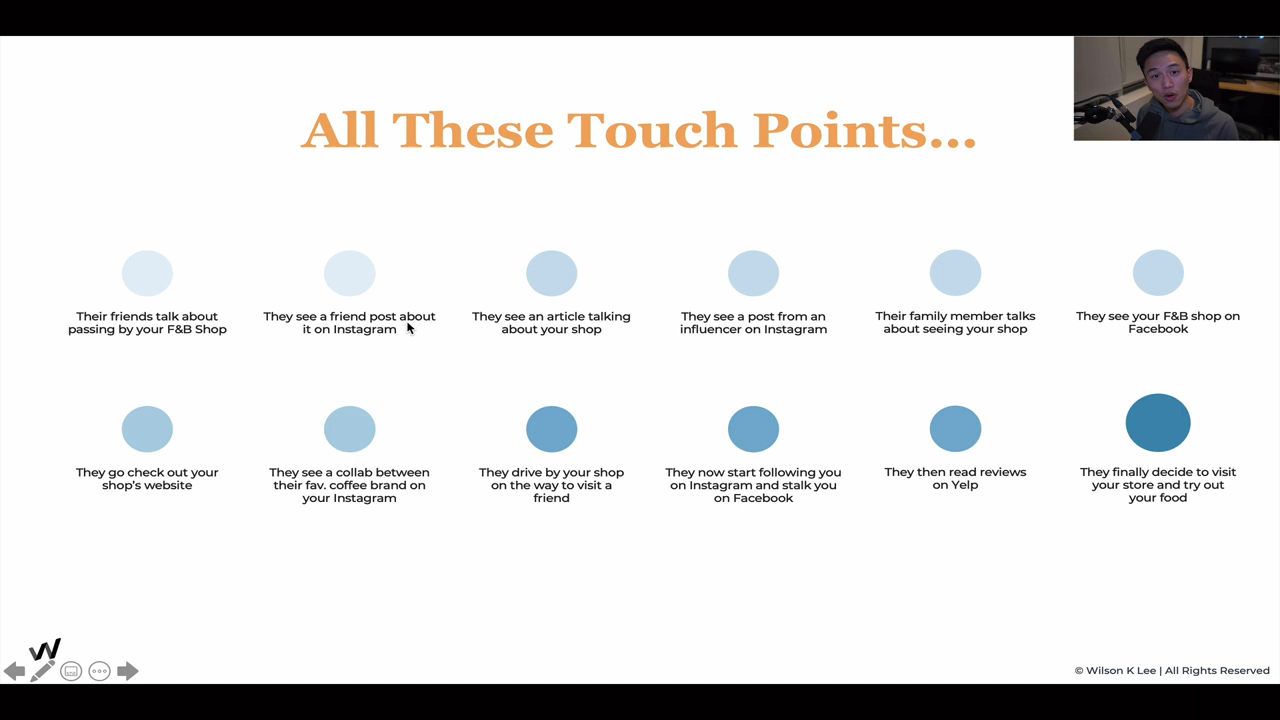 All These Touch Points...
Their friends talk about
passing by your F&B Shop
They see a friend post about
it on Instagram
They see an article talking
about your shop
They see a post from an
influencer on Instagram
Their family member talks
about seeing your shop
They see your F&B shop on
Facebook
They go check out your
shop's website
They see a collab between
their fav. coffee brand on
your Instagram
They drive by your shop
on the way to visit a
friend
They now start following you
on Instagram and stalk you
on Facebook
They then read reviews
on Yelp
They finally decide to visit
your store and try out
your food
W
© Wilson K Lee | All Rights Reserved